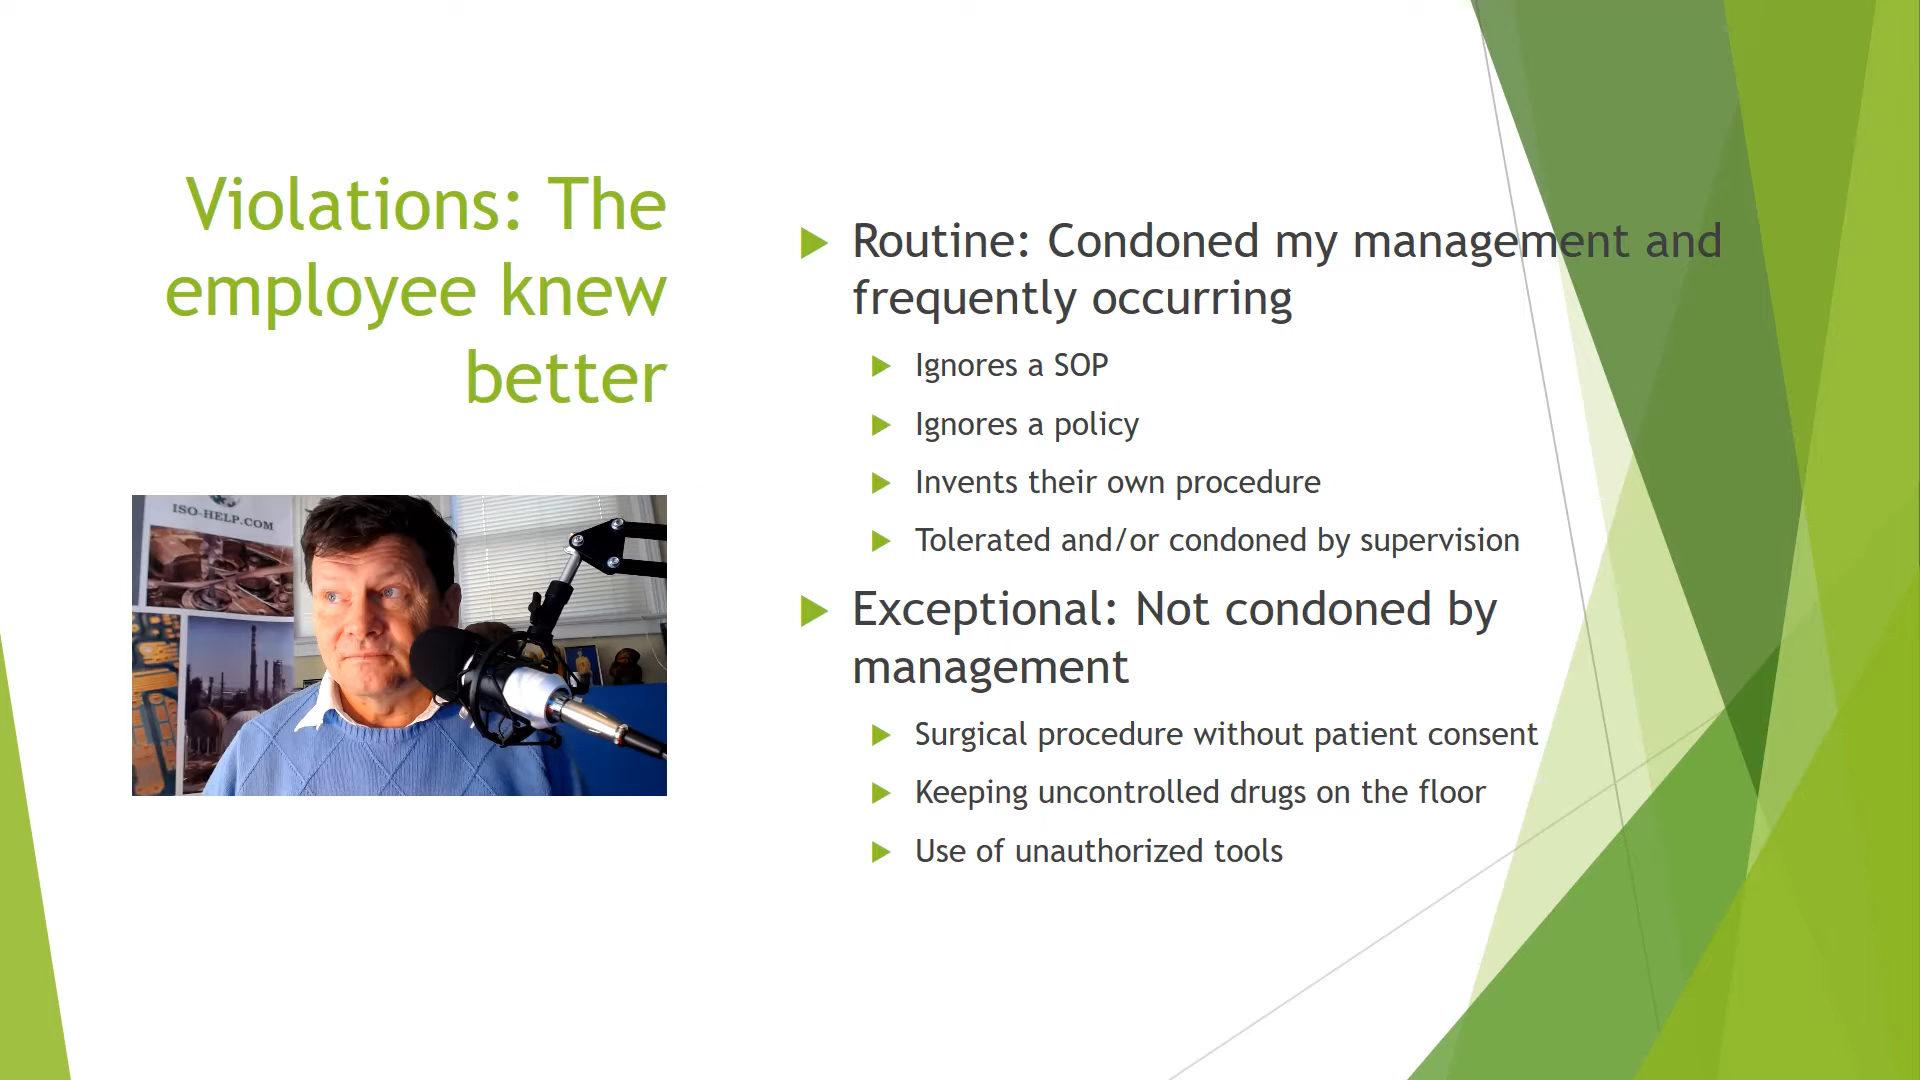 Violations: The
employee knew
better
Routine: Condoned my management and
frequently occurring
Ignores a SOP
Ignores a policy
Invents their own procedure
Tolerated and/or condoned by supervision
Exceptional: Not condoned by
management
Surgical procedure without patient consent
Keeping uncontrolled drugs on the floor
Use of unauthorized tools
ISO-HELP.COM